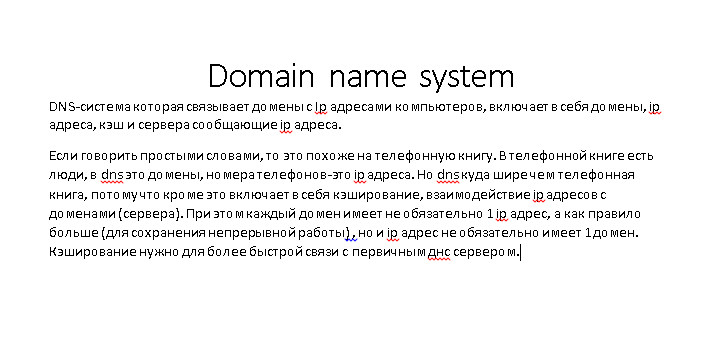 Domain name system
DNS-система которая связывает домены с Ip адресами компьютеров, включает в себя домены, ip
адреса, кэш и сервера сообщающие ip адреса.
Если говорить простыми словами, то это похоже на телефонную книгу. В телефонной книге есть
люди, в dns это домены, номера телефонов-это ip адреса. Но dns куда шире чем телефонная
книга, потому что кроме это включает в себя кэширование, взаимодействие ip адресов с
доменами (сервера). При этом каждый домен имеет не обязательно 1 ip адрес, а как правило
больше (для сохранения непрерывной работы) , но и ip адрес не обязательно имеет 1 домен.
Кэширование нужно для более быстрой связи с первичным днс сервером.